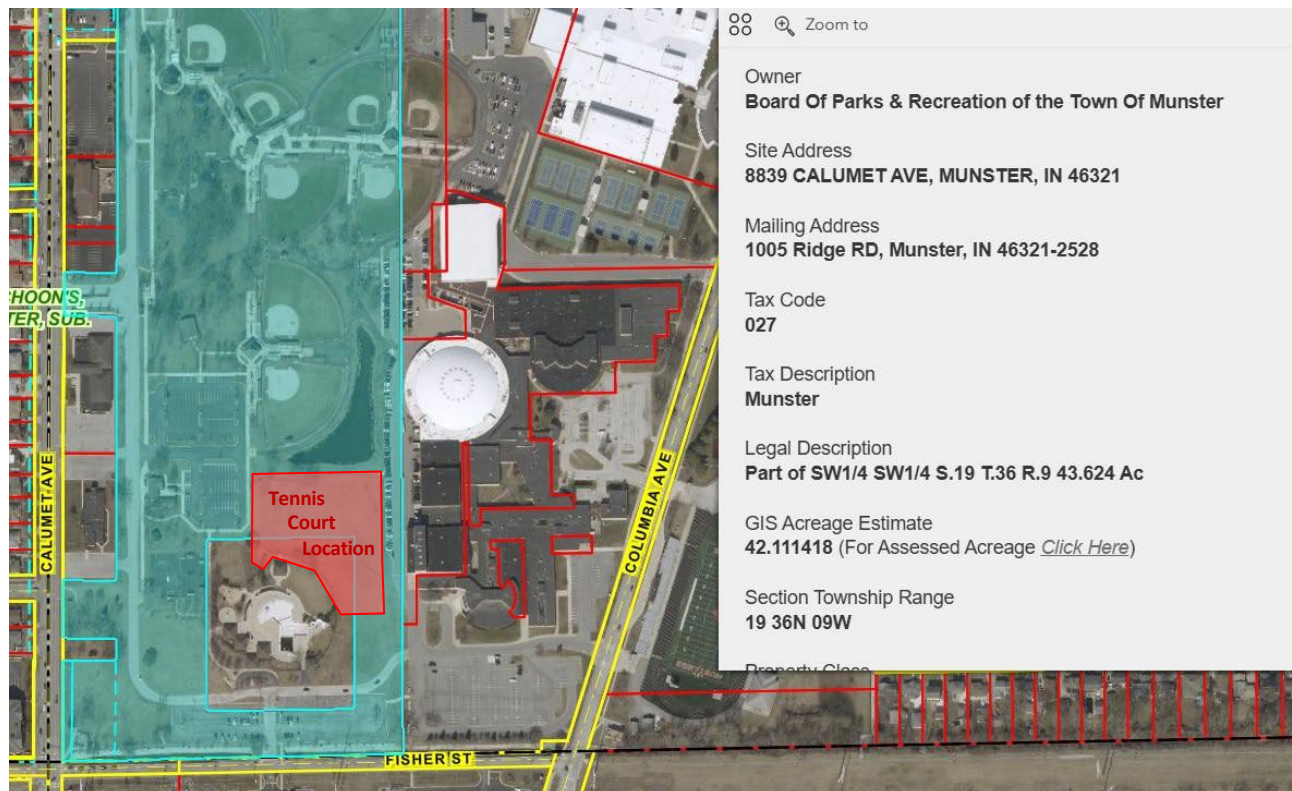 Zoom to
Owner
Board Of Parks & Recreation of the Town Of Munster
Site Address
8839 CALUMET AVE, MUNSTER, IN 46321
Mailing Address
1005 Ridge RD, Munster, IN 46321-2528
Tax Code
027
Tax Description
Munster
Legal Description
Part of SW1/4 SW1/4 S.19 T.36 R.9 43.624 Ac
GIS Acreage Estimate
42.111418 (For Assessed Acreage Click Here)
Section Township Range
19 36N 09W
Property Class
HOON'S,
TER, SUB.
CALUMET AVE
Tennis
Court
Location
COLUMBIA AVE
FISHER ST